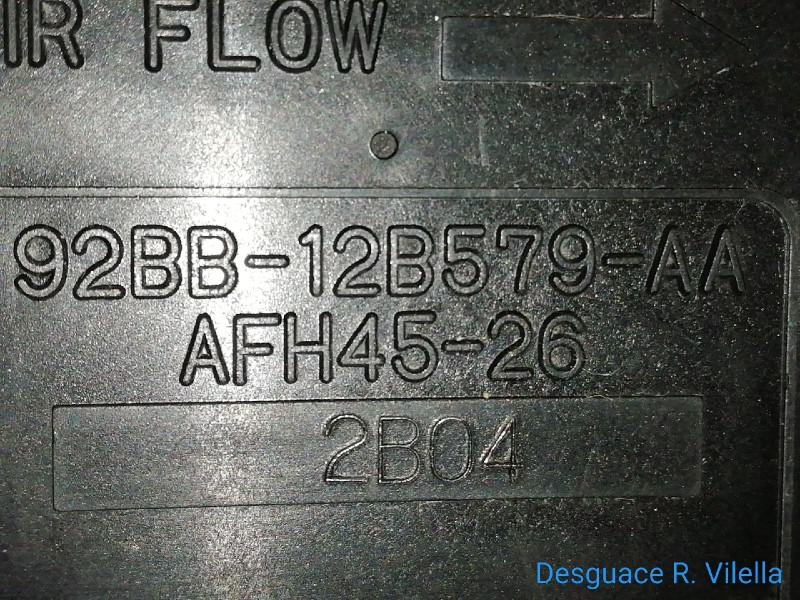 IR FLOW
92BB-12B579-AA
AFH45-26
2B04
Desguace R. Vilella